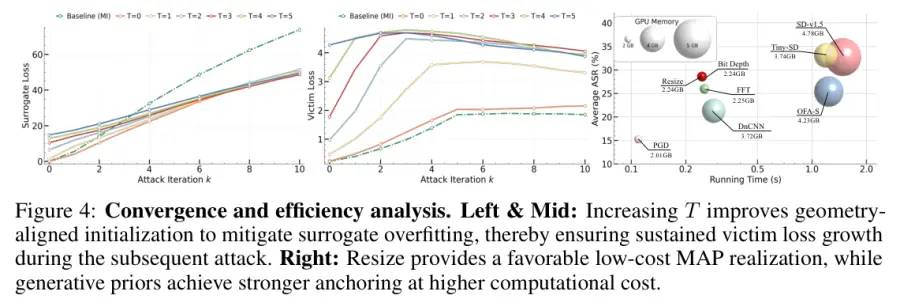 Baseline (MI) T=0 T=1 T=2 T=3 T=4 T=5
Surrogate Loss
60
40
20
0
0 2 4 6 8 10
Attack Iteration k
Baseline (MI) T=0 T=1 T=2 T=3 T=4 T=5
Victim Loss
4
3
2
1
0 2 4 6 8 10
Attack Iteration k
Average ASR (%)
40
35
30
25
20
15
10
GPU Memory
2 GB 4 GB 5 GB
SD-v1.5
4.78GB
Tiny-SD
3.74GB
Bit Depth
2.24GB
Resize
2.24GB
FFT
2.25GB
OFA-S
4.23GB
DnCNN
3.72GB
PGD
2.01GB
0.1 0.2 0.5 1.0 2.0
Running Time (s)
Figure 4: Convergence and efficiency analysis. Left & Mid: Increasing T improves geometry-
aligned initialization to mitigate surrogate overfitting, thereby ensuring sustained victim loss growth
during the subsequent attack. Right: Resize provides a favorable low-cost MAP realization, while
generative priors achieve stronger anchoring at higher computational cost.